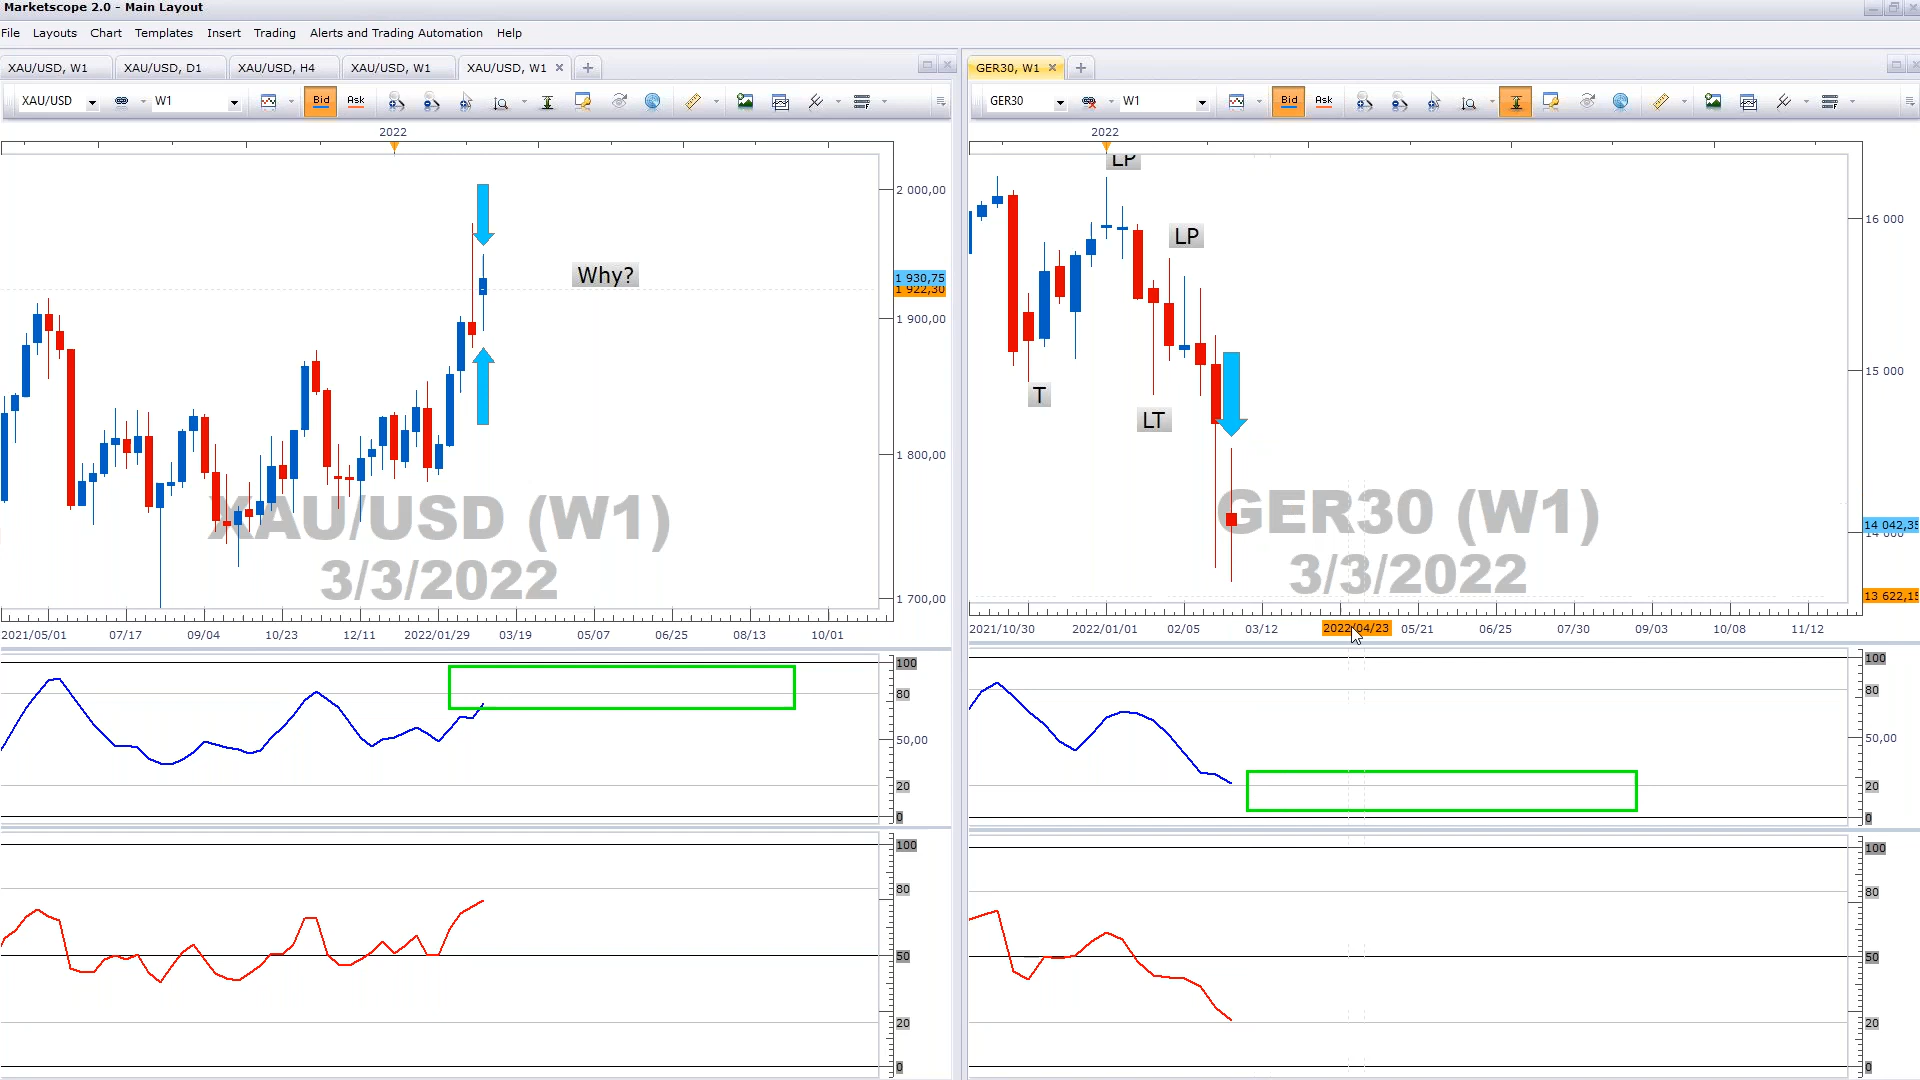 Marketscope 2.0 - Main Layout
File Layouts Chart Templates Insert Trading Alerts and Trading Automation Help
XAU/USD, W1 XAU/USD, D1 XAU/USD, H4 XAU/USD, W1 XAU/USD, W1
XAU/USD W1 Bid Ask
2022
2 000,00
1 930,75
1 922,30
1 900,00
1 800,00
1 700,00
Why?
XAU/USD (W1)
3/3/2022
2021/05/01 07/17 09/04 10/23 12/11 2022/01/29 03/19 05/07 06/25 08/13 10/01
100
80
50,00
20
0
100
80
50
20
0
GER30, W1
GER30 W1 Bid Ask
2022
LP
LP
T
LT
16 000
15 000
14 042,35
14 000
13 622,15
GER30 (W1)
3/3/2022
2021/10/30 2022/01/01 02/05 03/12 2022/04/23 05/21 06/25 07/30 09/03 10/08 11/12
100
80
50,00
20
0
100
80
50
20
0